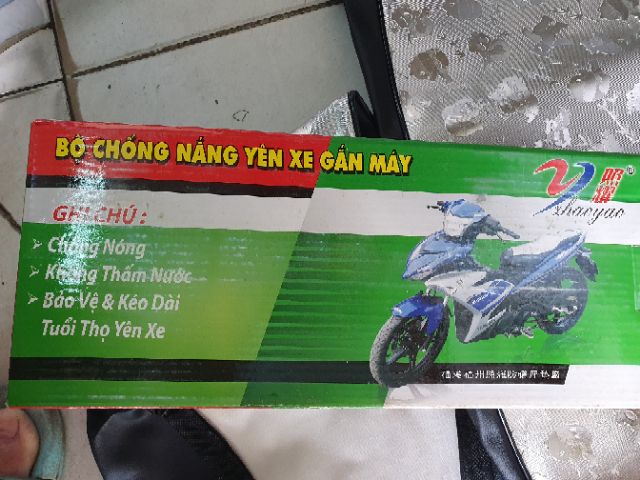 BỘ CHỐNG NẮNG YÊN XE GẮN MÁY
GHI CHÚ :
Chống Nóng
Không Thấm Nước
Bảo Vệ & Kéo Dài
Tuổi Thọ Yên Xe
zhaoyao